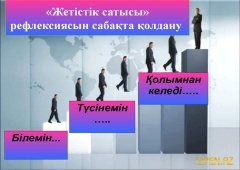 «Жетістік сатысы»
рефлексиясын сабақта қолдану
Қолымнан
келеді…..
Түсінемін
…..
Білемін...